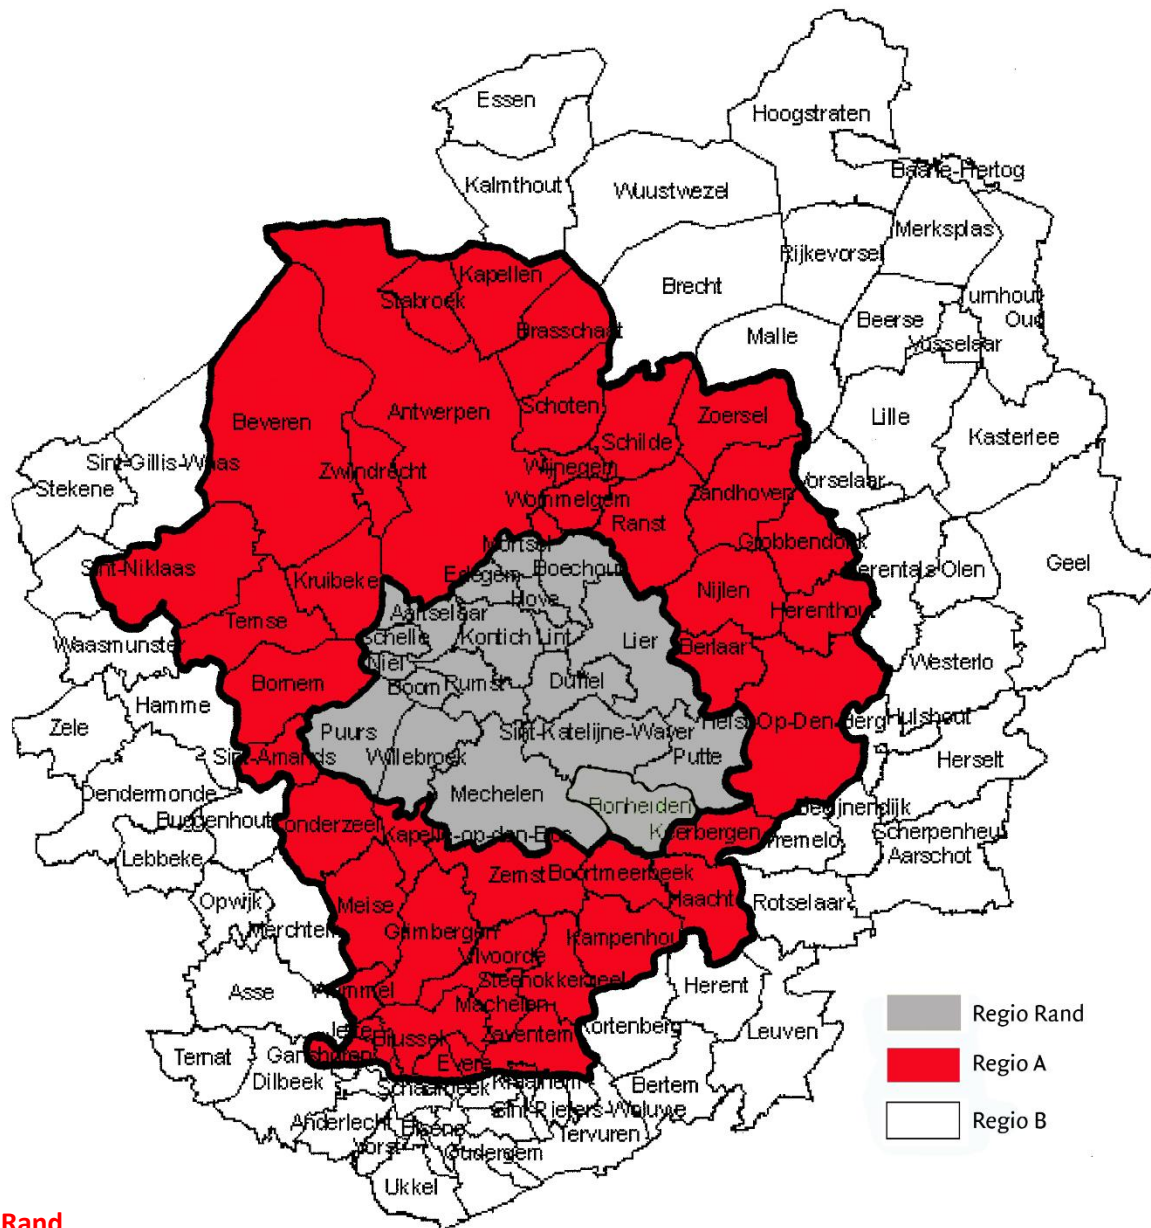 Essen
Hoogstraten
Baarle-Hertog
Kalmthout
Wuustwezel
Merksplas
Rijkevorsel
Kapellen
Brecht
Stabroek
Turnhout
Oud
Beerse
Brasschaat
Malle
Vosselaar
Schoten
Antwerpen
Zoersel
Lille
Beveren
Kasterlee
Schilde
Sint-Gillis-Waas
Zwijndrecht
Wijnegem
Stekene
Vorselaar
Zandhoven
Wommelgem
Ranst
Grobbendonk
Mortsel
Sint-Niklaas
Boechout
Herentals
Olen
Geel
Edegem
Kruibeke
Nijlen
Hove
Aartselaar
Herenthout
Temse
Schelle
Kontich
Lint
Lier
Waasmunster
Niel
Berlaar
Westerlo
Bornem
Boom
Rumst
Duffel
Hamme
Zele
Puurs
Sint-Katelijne-Waver
Heist-Op-Den-Berg
Hulshout
Sint-Amands
Willebroek
Putte
Herselt
Dendermonde
Mechelen
Bonheiden
Begijnendijk
Buggenhout
Londerzeel
Kapelle-op-den-Bos
Keerbergen
Tremelo
Scherpenheuvel
Lebbeke
Aarschot
Zemst
Boortmeerbeek
Opwijk
Meise
Haacht
Rotselaar
Merchtem
Grimbergen
Kampenhout
Vilvoorde
Steenokkerzeel
Herent
Asse
Wemmel
Machelen
Regio Rand
Jette
Brussel
Zaventem
Kortenberg
Leuven
Ternat
Ganshoren
Evere
Regio A
Dilbeek
Schaarbeek
Kraainem
Bertem
Sint-Pieters-Woluwe
Anderlecht
Elsene
Regio B
Vorst
Tervuren
Oudergem
Ukkel
Rand